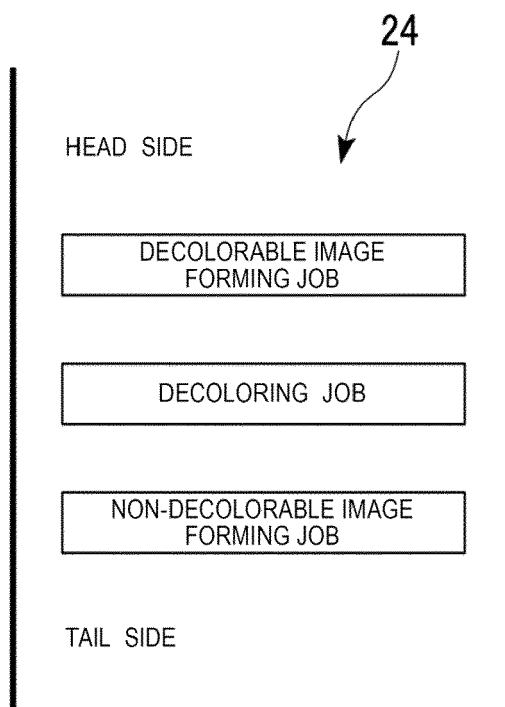 24
HEAD SIDE
DECOLORABLE IMAGE
FORMING JOB
DECOLORING JOB
NON-DECOLORABLE IMAGE
FORMING JOB
TAIL SIDE